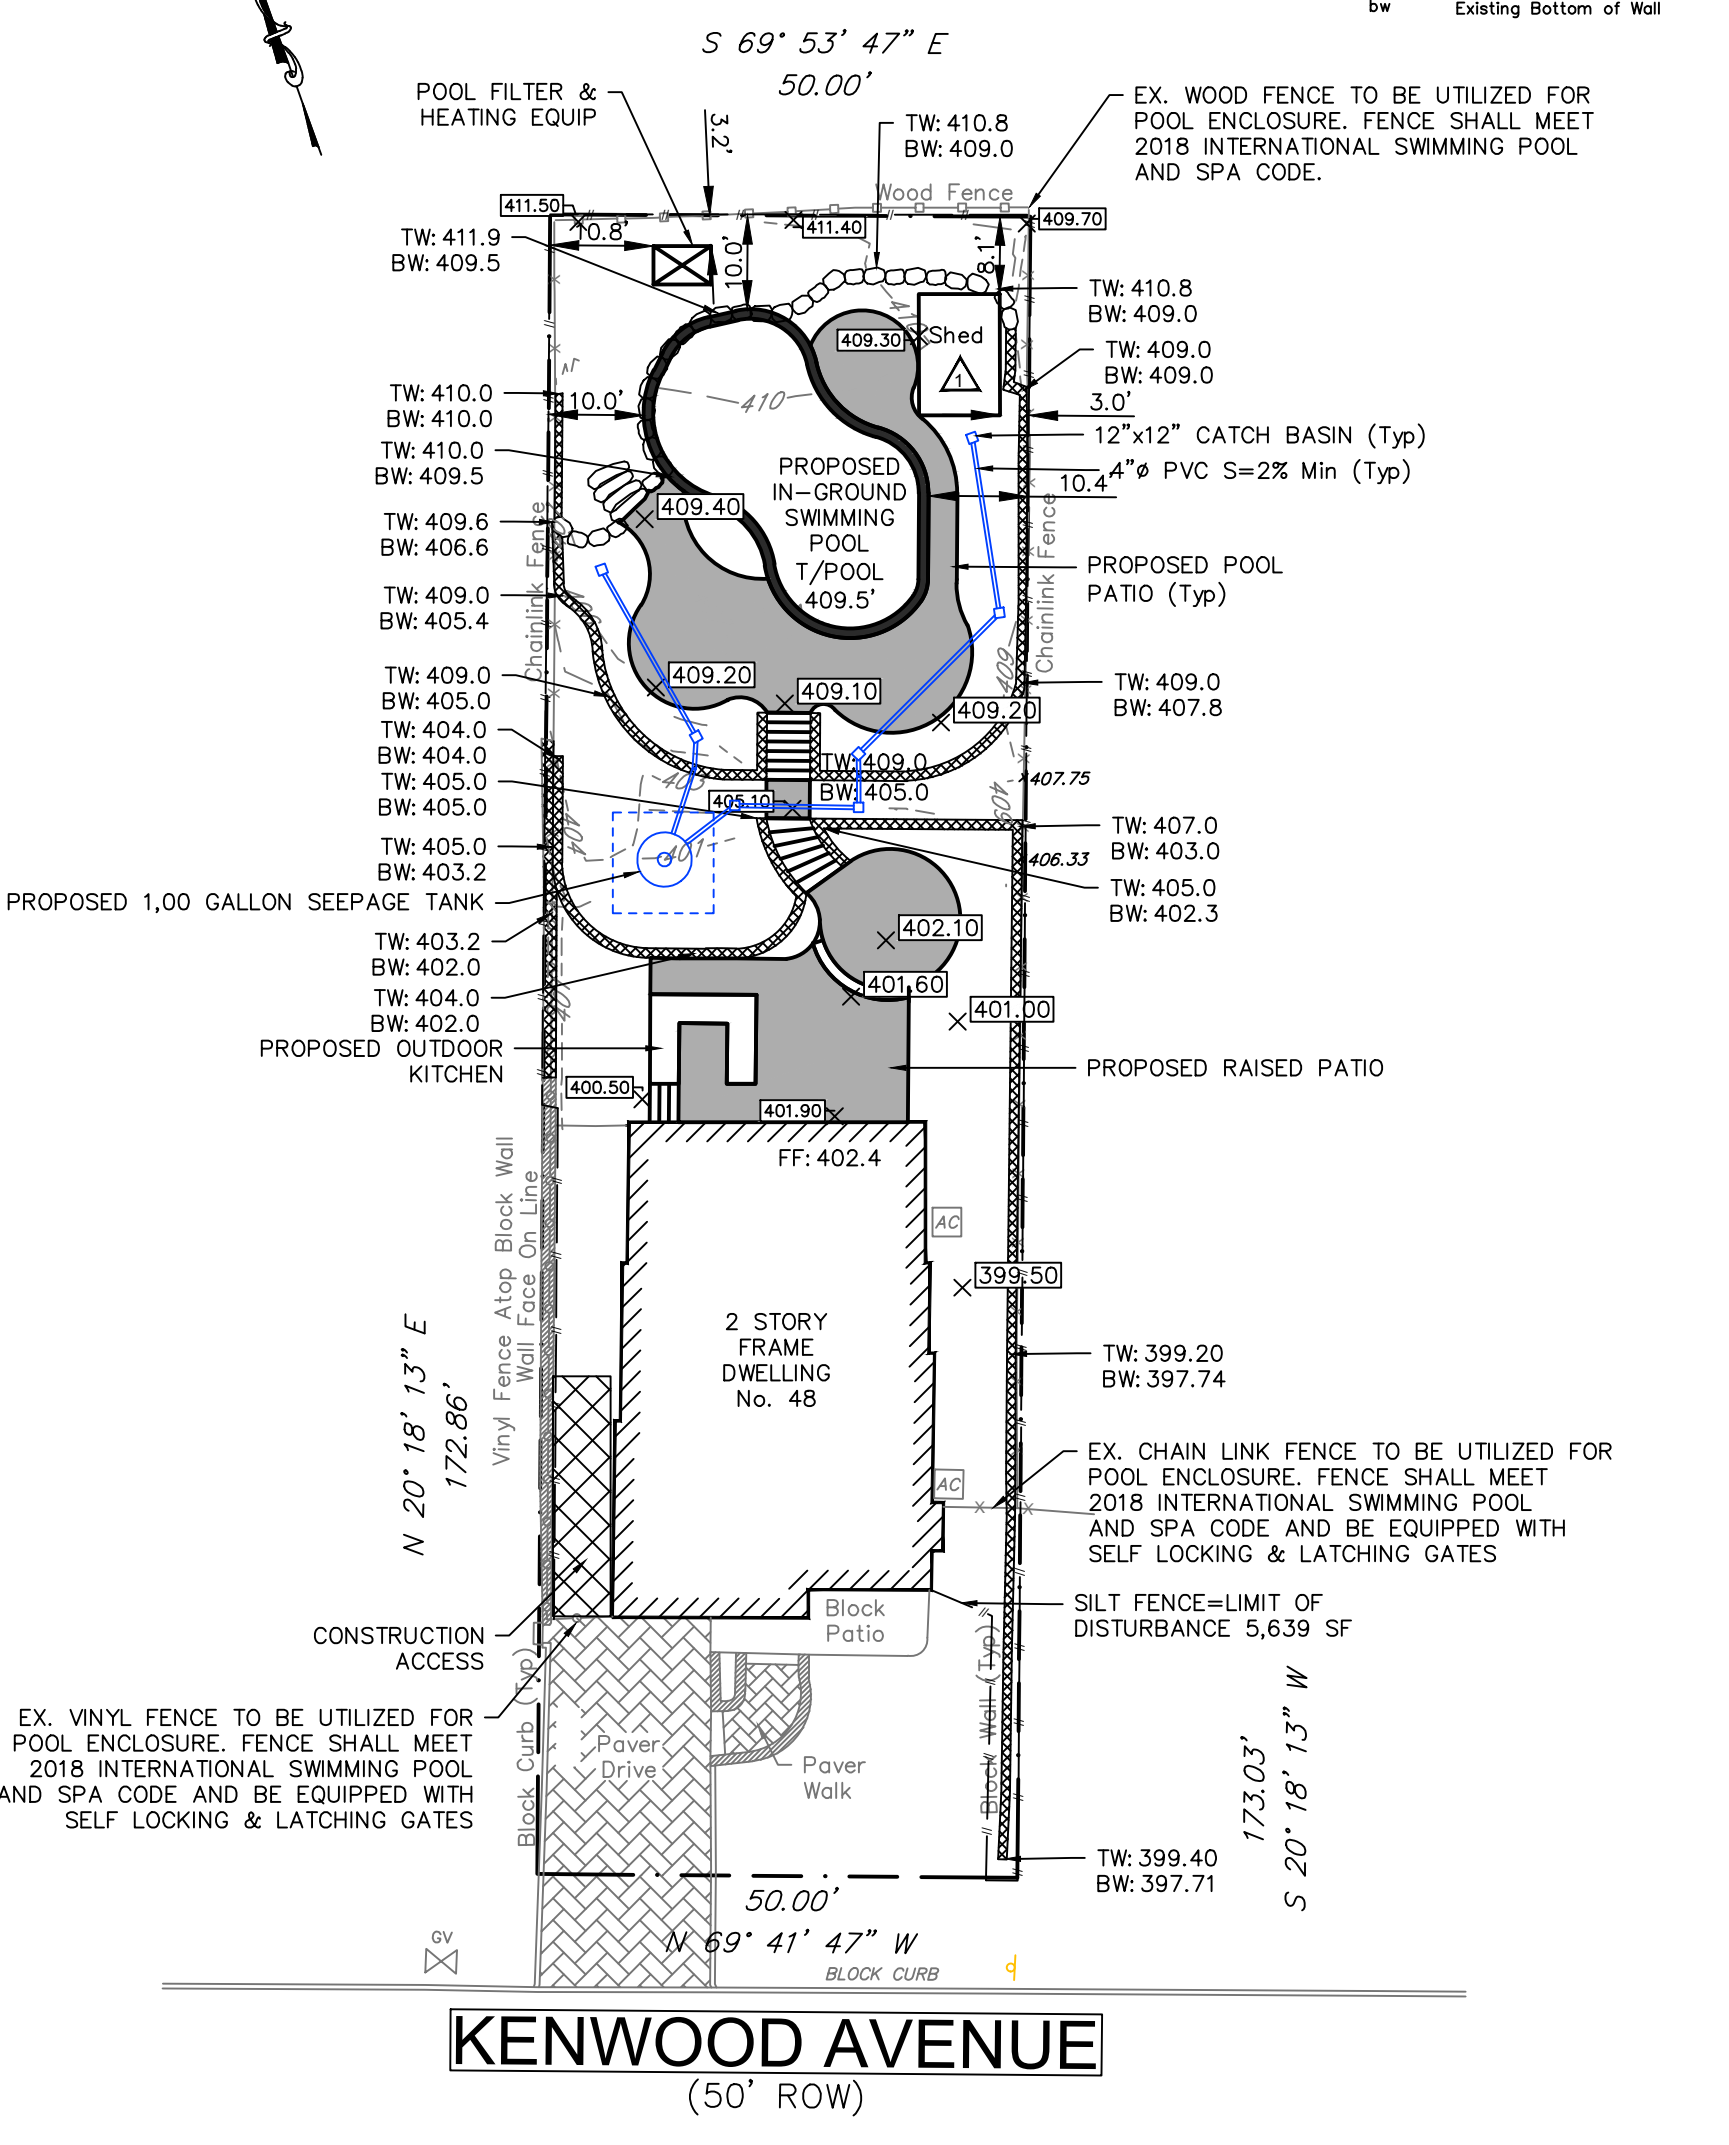 bw Existing Bottom of Wall
S 69° 53' 47" E
50.00'
POOL FILTER &
HEATING EQUIP
3.2'
TW: 410.8
BW: 409.0
EX. WOOD FENCE TO BE UTILIZED FOR
POOL ENCLOSURE. FENCE SHALL MEET
2018 INTERNATIONAL SWIMMING POOL
AND SPA CODE.
Wood Fence
411.50
411.40
409.70
TW: 411.9
BW: 409.5
10.8'
10.0'
8.1'
TW: 410.8
BW: 409.0
410
409.30
Shed
1
TW: 409.0
BW: 409.0
TW: 410.0
BW: 410.0
10.0'
410
3.0'
12"x12" CATCH BASIN (Typ)
TW: 410.0
BW: 409.5
4"ø PVC S=2% Min (Typ)
10.4'
PROPOSED
IN-GROUND
SWIMMING
POOL
T/POOL
409.5'
409.40
TW: 409.6
BW: 406.6
Chainlink Fence
Chainlink Fence
PROPOSED POOL
PATIO (Typ)
TW: 409.0
BW: 405.4
TW: 409.0
BW: 405.0
409.20
409.10
409.20
409
TW: 409.0
BW: 407.8
TW: 404.0
BW: 404.0
TW: 409.0
BW: 405.0
407.75
TW: 405.0
BW: 405.0
403
405.10
409
404
TW: 407.0
BW: 403.0
TW: 405.0
BW: 403.2
401
406.33
TW: 405.0
BW: 402.3
PROPOSED 1,00 GALLON SEEPAGE TANK
402.10
TW: 403.2
BW: 402.0
401.60
401.00
TW: 404.0
BW: 402.0
401
PROPOSED OUTDOOR
KITCHEN
PROPOSED RAISED PATIO
400.50
401.90
FF: 402.4
Vinyl Fence Atop Block Wall
Wall Face On Line
AC
399.50
2 STORY
FRAME
DWELLING
No. 48
TW: 399.20
BW: 397.74
N 20° 18' 13" E
172.86'
AC
EX. CHAIN LINK FENCE TO BE UTILIZED FOR
POOL ENCLOSURE. FENCE SHALL MEET
2018 INTERNATIONAL SWIMMING POOL
AND SPA CODE AND BE EQUIPPED WITH
SELF LOCKING & LATCHING GATES
SILT FENCE=LIMIT OF
DISTURBANCE 5,639 SF
Block
Patio
CONSTRUCTION
ACCESS
Block Curb (Typ)
Block Wall (Typ)
EX. VINYL FENCE TO BE UTILIZED FOR
POOL ENCLOSURE. FENCE SHALL MEET
2018 INTERNATIONAL SWIMMING POOL
AND SPA CODE AND BE EQUIPPED WITH
SELF LOCKING & LATCHING GATES
Paver
Drive
Paver
Walk
173.03'
S 20° 18' 13" W
TW: 399.40
BW: 397.71
50.00'
N 69° 41' 47" W
GV
BLOCK CURB
KENWOOD AVENUE
(50' ROW)